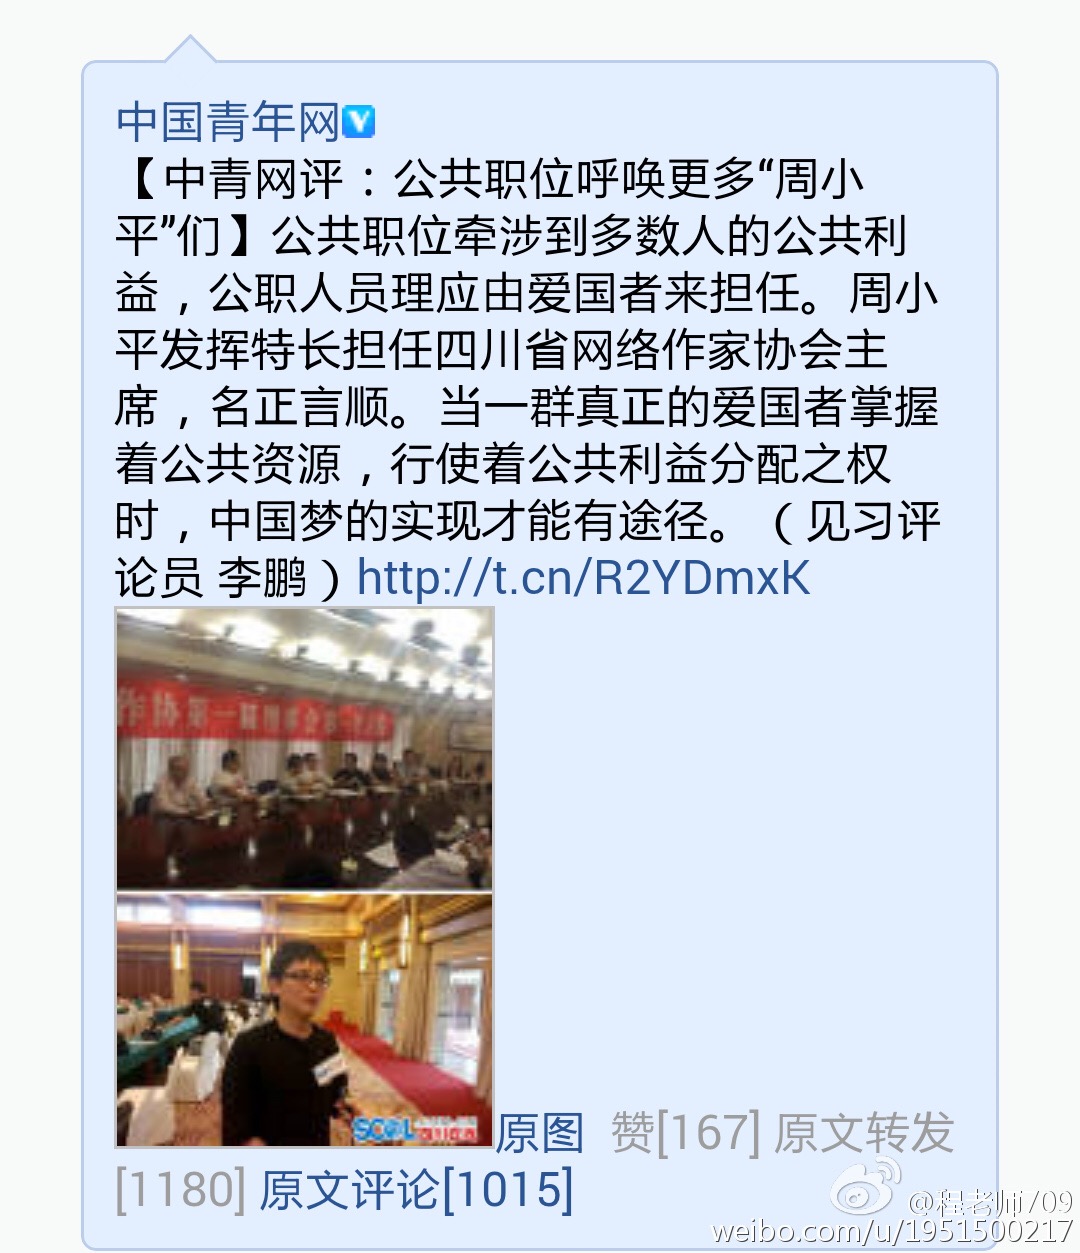 中国青年网
【中青网评：公共职位呼唤更多“周小
平”们】公共职位牵涉到多数人的公共利
益，公职人员理应由爱国者来担任。周小
平发挥特长担任四川省网络作家协会主
席，名正言顺。当一群真正的爱国者掌握
着公共资源，行使着公共利益分配之权
时，中国梦的实现才能有途径。（见习评
论员 李鹏）http://t.cn/R2YDmxK
作协第一
SCOL
原图 赞[167] 原文转发
[1180] 原文评论[1015]
@程老师709
weibo.com/u/1951500217